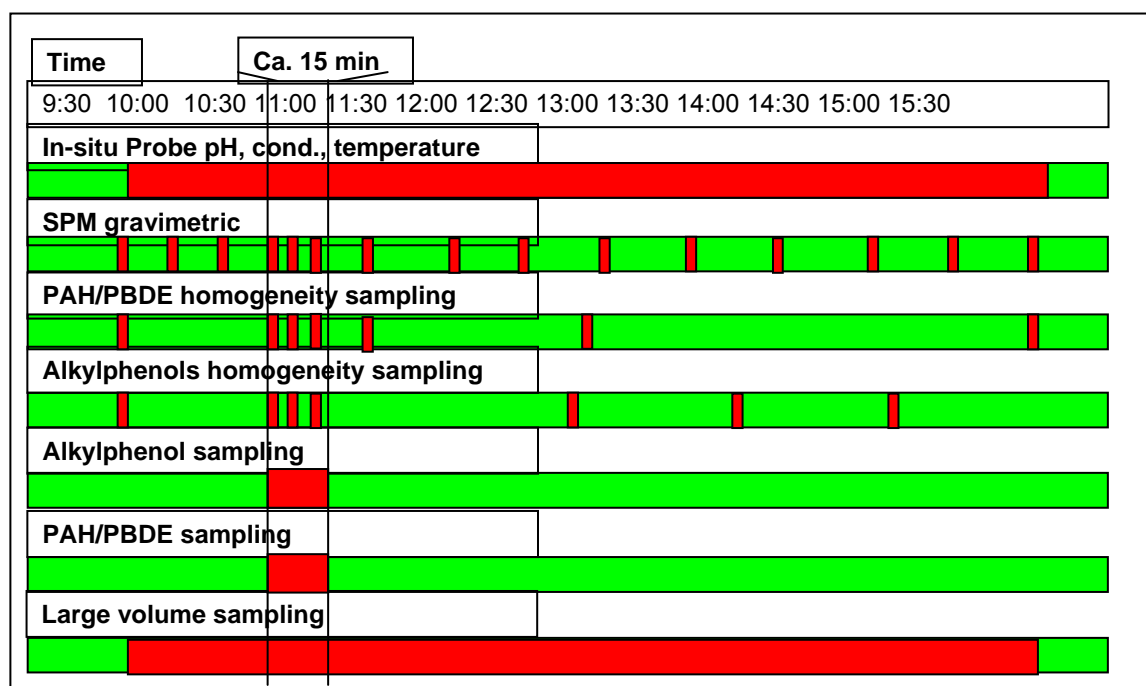 Time
Ca. 15 min
9:30 10:00 10:30 11:00 11:30 12:00 12:30 13:00 13:30 14:00 14:30 15:00 15:30
In-situ Probe pH, cond., temperature
SPM gravimetric
PAH/PBDE homogeneity sampling
Alkylphenols homogeneity sampling
Alkylphenol sampling
PAH/PBDE sampling
Large volume sampling